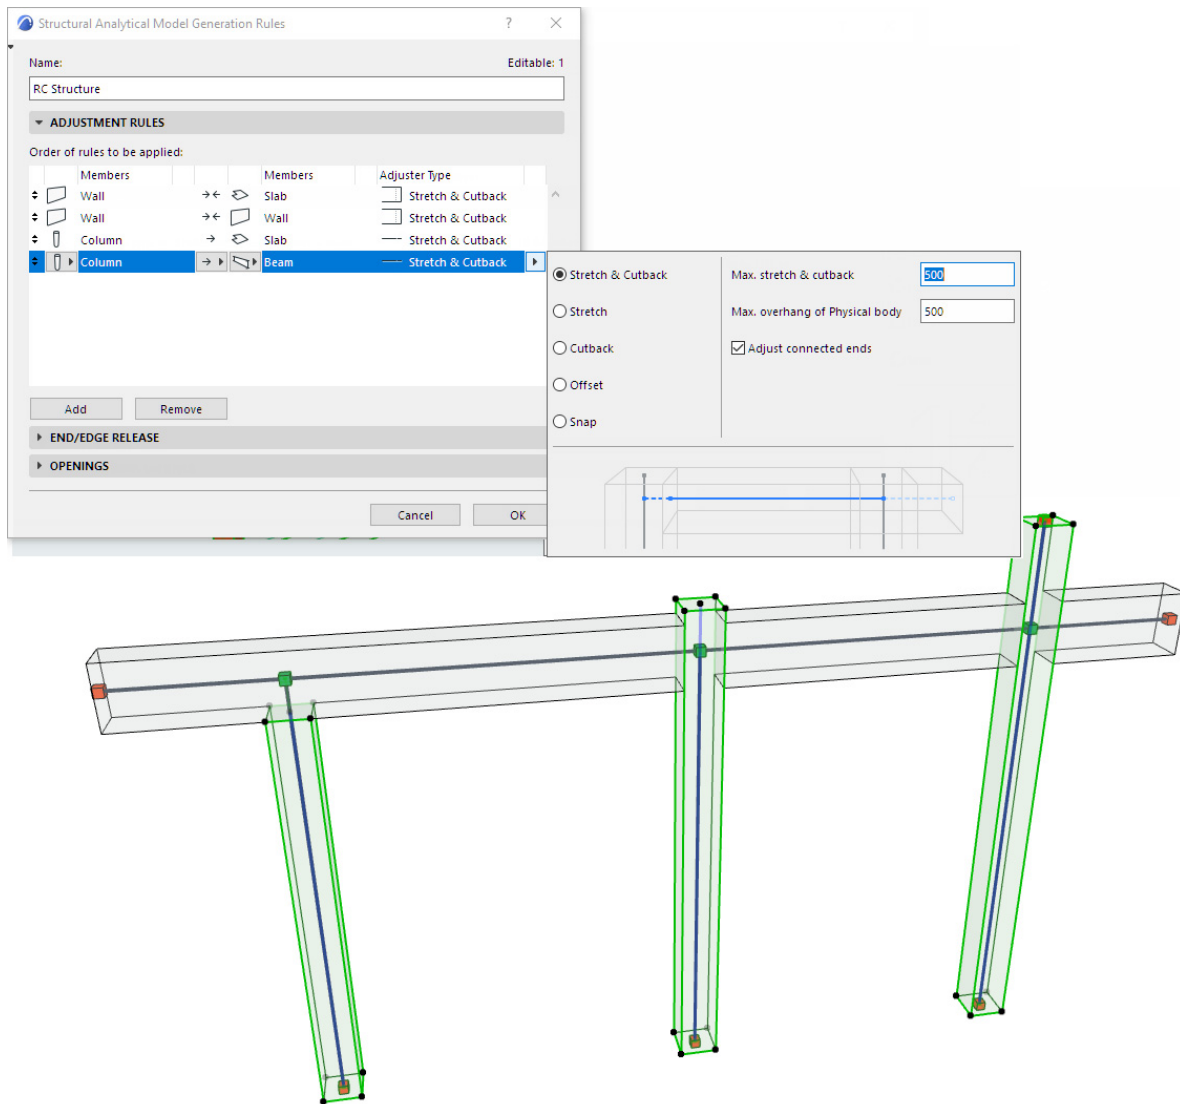 Structural Analytical Model Generation Rules ?
Name: Editable: 1
RC Structure
ADJUSTMENT RULES
Order of rules to be applied:
Members Members Adjuster Type
Wall Slab Stretch & Cutback
Wall Wall Stretch & Cutback
Column Slab Stretch & Cutback
Column Beam Stretch & Cutback
Add Remove
END/EDGE RELEASE
OPENINGS
Cancel OK
Stretch & Cutback Max. stretch & cutback 500
Stretch Max. overhang of Physical body 500
Cutback Adjust connected ends
Offset
Snap